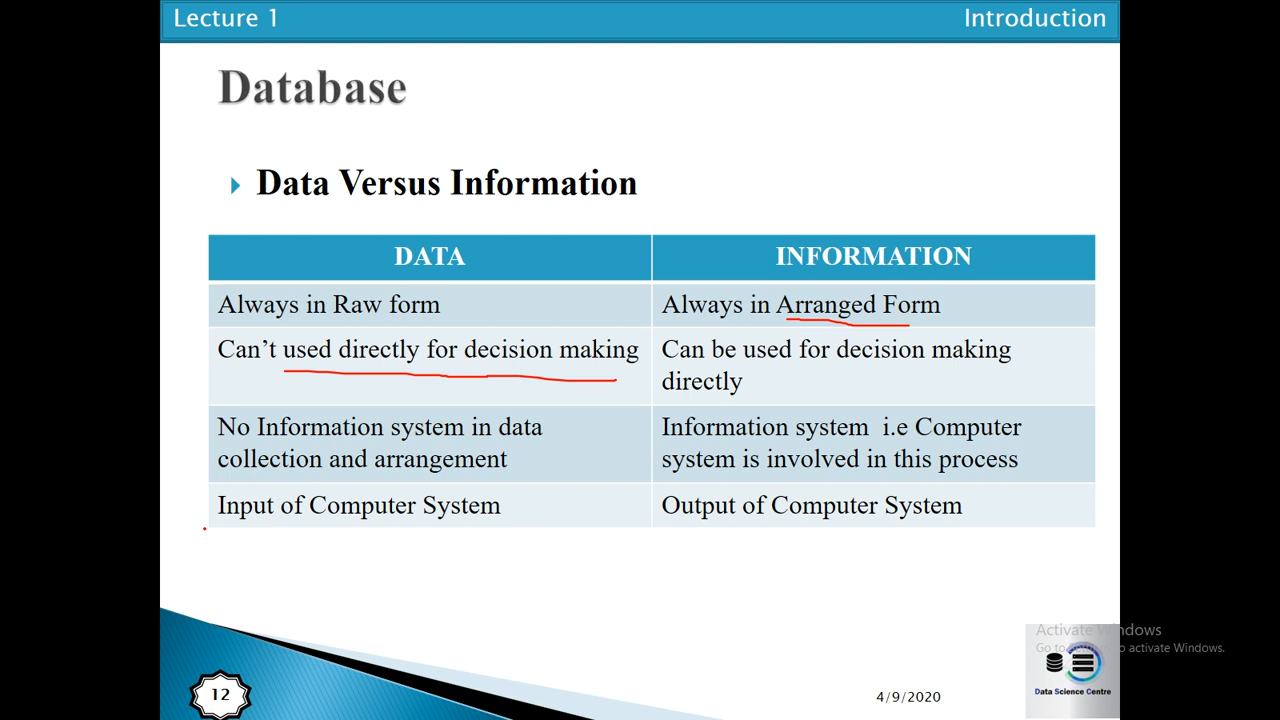 Lecture 1
Introduction
Database
Data Versus Information
DATA
INFORMATION
Always in Raw form
Always in Arranged Form
Can’t used directly for decision making
Can be used for decision making
directly
No Information system in data
collection and arrangement
Information system i.e Computer
system is involved in this process
Input of Computer System
Output of Computer System
Activate Windows
Go to to activate Windows.
Data Science Centre
12
4/9/2020